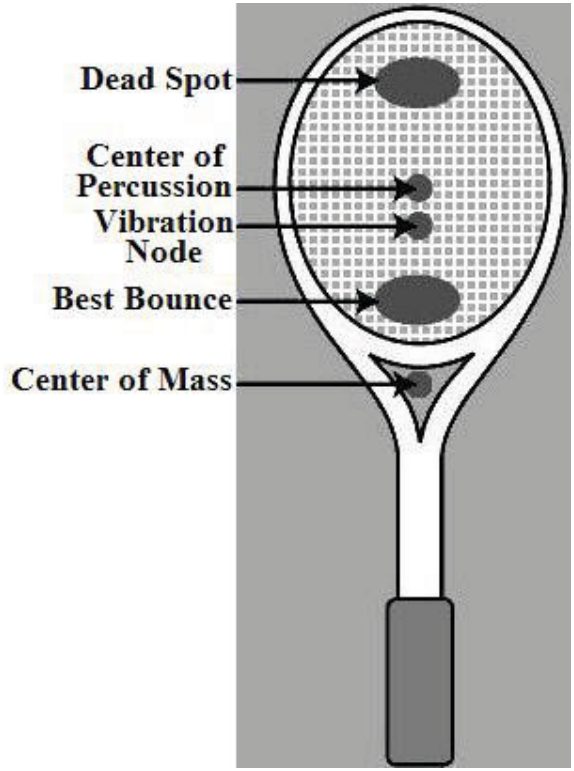 Dead Spot
Center of
Percussion
Vibration
Node
Best Bounce
Center of Mass